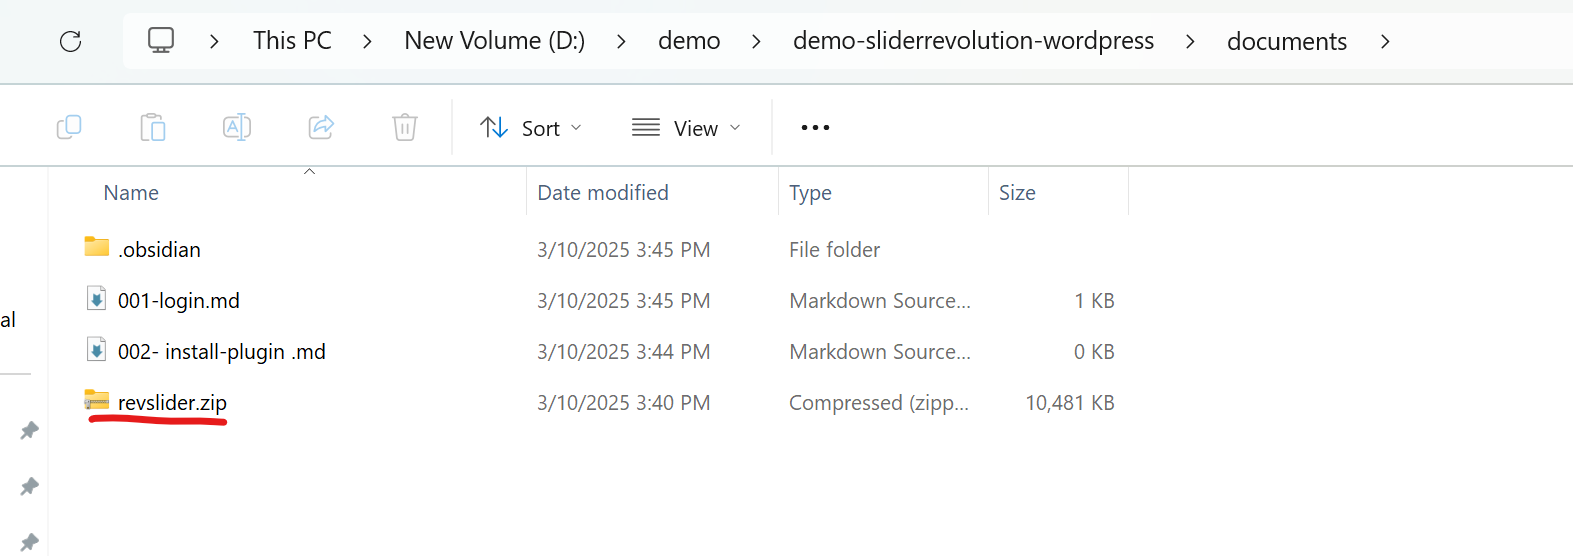 This PC > New Volume (D:) > demo > demo-sliderrevolution-wordpress > documents >
Sort View
Name Date modified Type Size
.obsidian 3/10/2025 3:45 PM File folder
001-login.md 3/10/2025 3:45 PM Markdown Source... 1 KB
al
002- install-plugin .md 3/10/2025 3:44 PM Markdown Source... 0 KB
revslider.zip 3/10/2025 3:40 PM Compressed (zipp... 10,481 KB